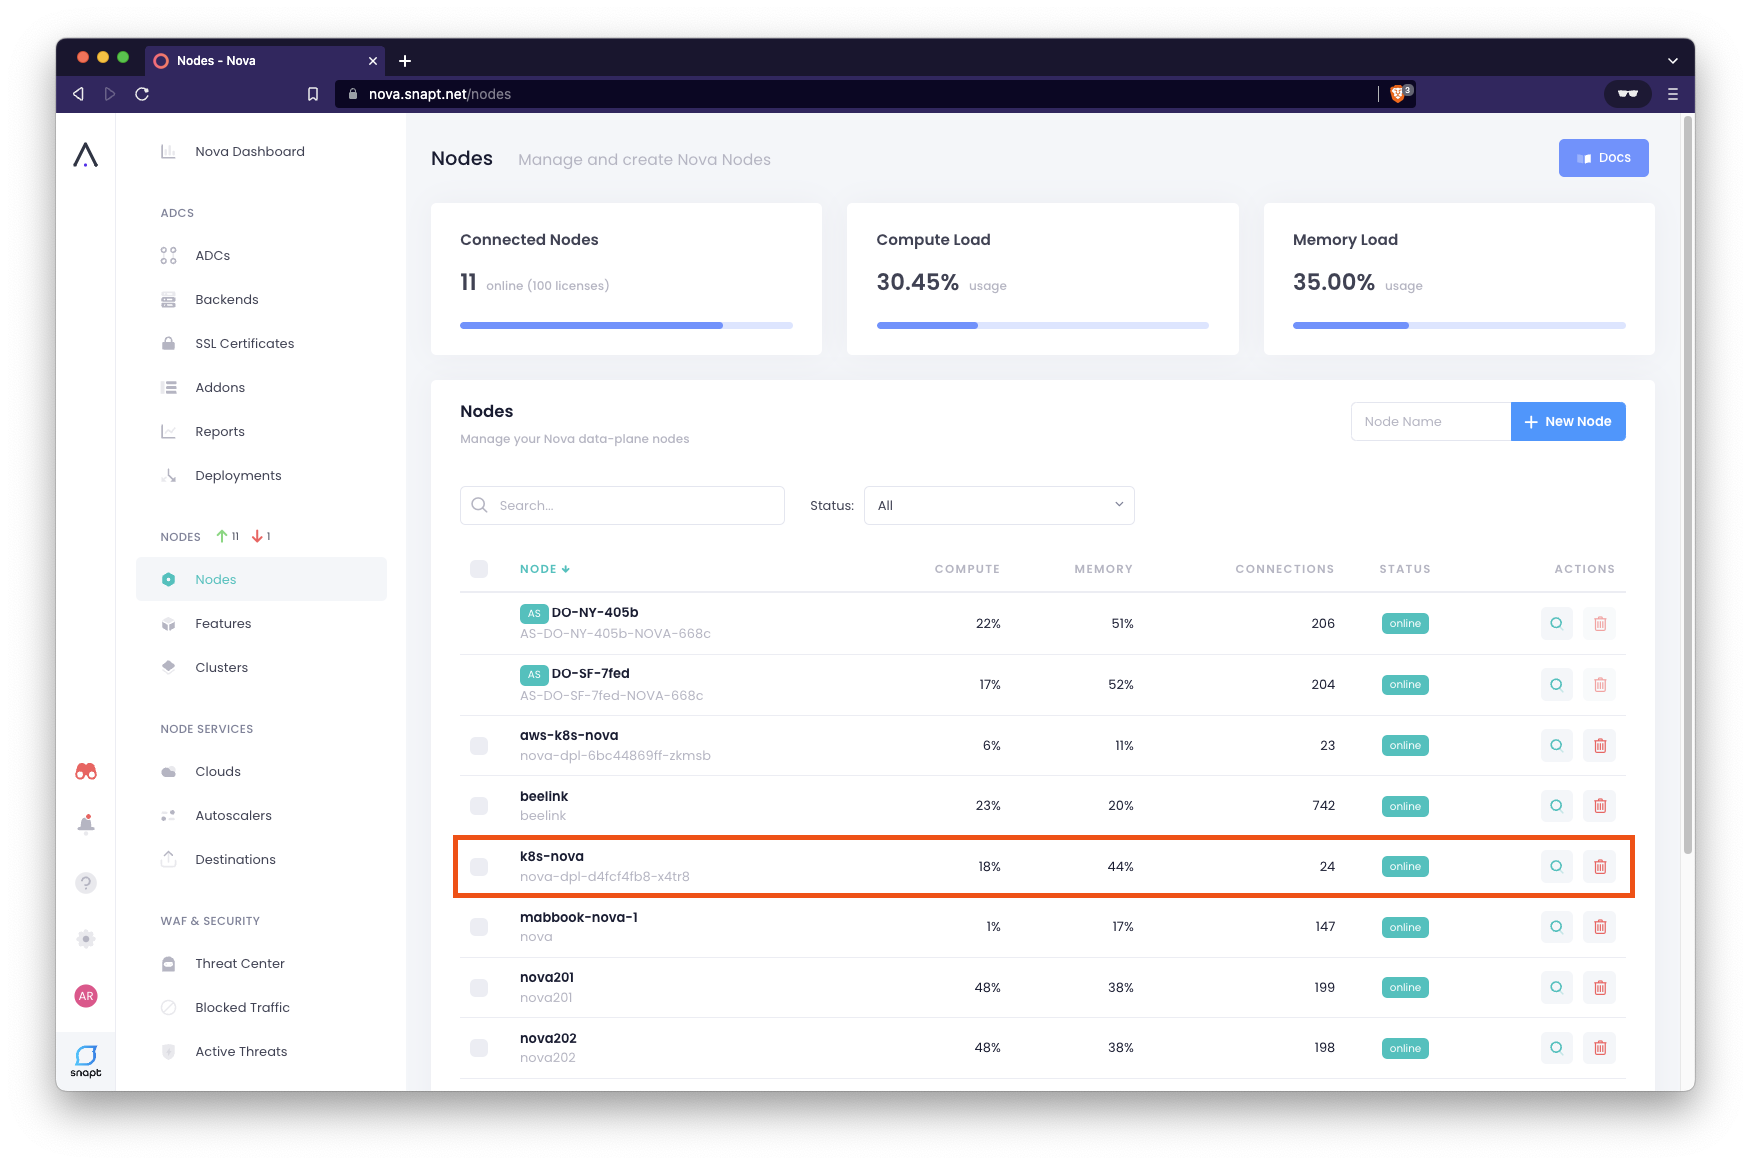 Nodes - Nova
nova.snapt.net/nodes
3
Nova Dashboard
ADCS
ADCs
Backends
SSL Certificates
Addons
Reports
Deployments
NODES 11 1
Nodes
Features
Clusters
NODE SERVICES
Clouds
Autoscalers
Destinations
WAF & SECURITY
Threat Center
Blocked Traffic
Active Threats
AR
snapt
Nodes Manage and create Nova Nodes
Docs
Connected Nodes
11 online (100 licenses)
Compute Load
30.45% usage
Memory Load
35.00% usage
Nodes
Manage your Nova data-plane nodes
Node Name
+ New Node
Search...
Status: All
NODE COMPUTE MEMORY CONNECTIONS STATUS ACTIONS
AS DO-NY-405b
AS-DO-NY-405b-NOVA-668c
22% 51% 206 online
AS DO-SF-7fed
AS-DO-SF-7fed-NOVA-668c
17% 52% 204 online
aws-k8s-nova
nova-dpl-6bc44869ff-zkmsb
6% 11% 23 online
beelink
beelink
23% 20% 742 online
k8s-nova
nova-dpl-d4fcf4fb8-x4tr8
18% 44% 24 online
mabbook-nova-1
nova
1% 17% 147 online
nova201
nova201
48% 38% 199 online
nova202
nova202
48% 38% 198 online